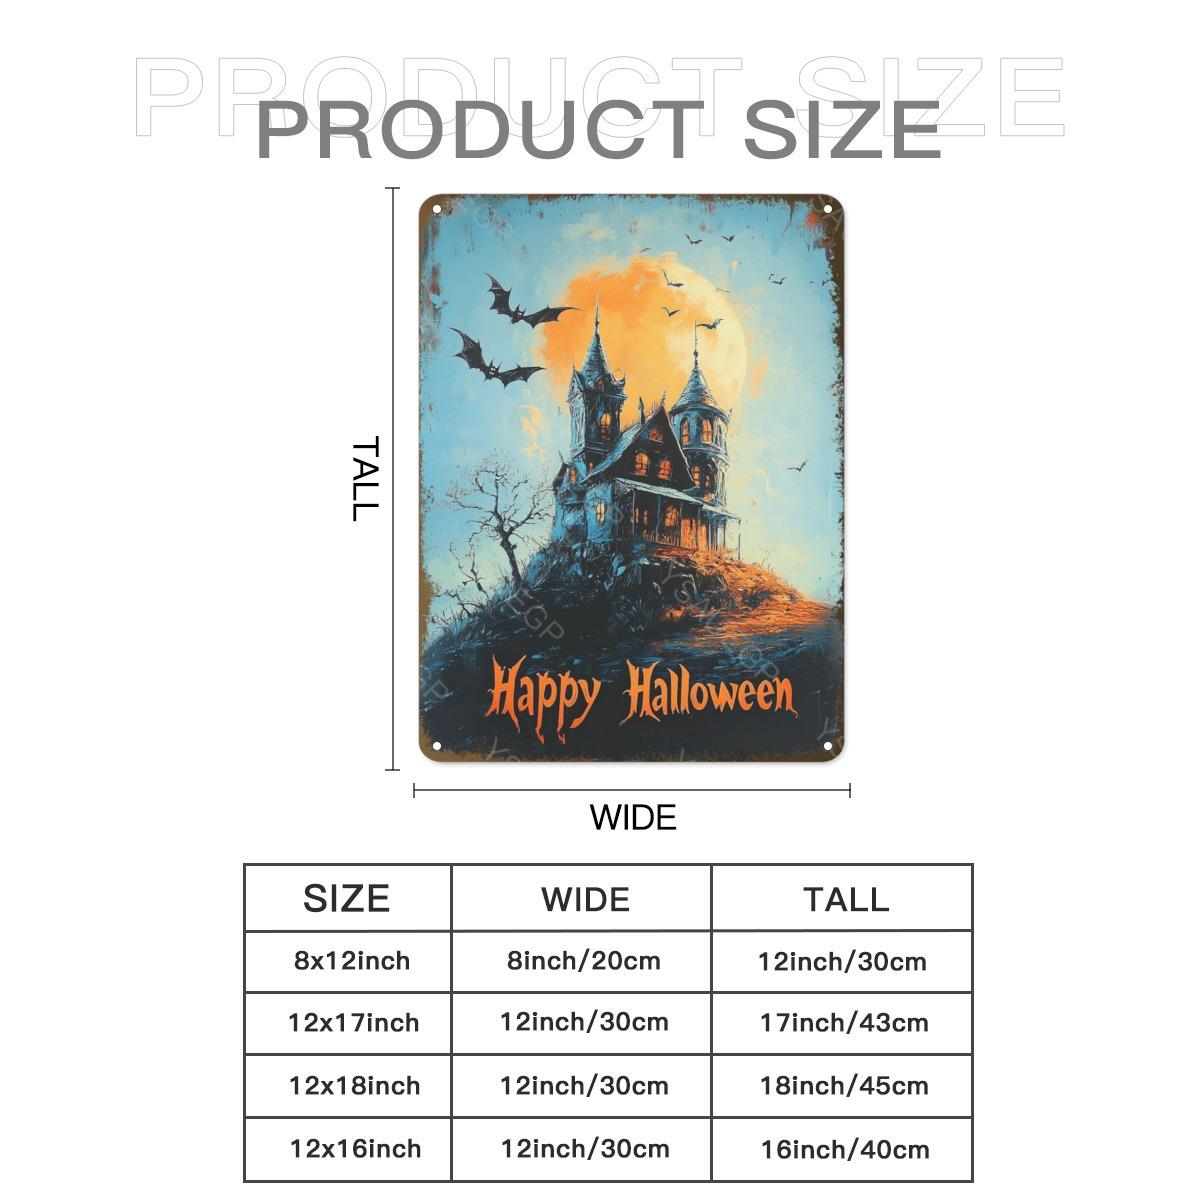 PRODUCT SIZE
PRODUCT SIZE
TALL
YSANEGP
Happy Halloween
WIDE
SIZE WIDE TALL
8x12inch 8inch/20cm 12inch/30cm
12x17inch 12inch/30cm 17inch/43cm
12x18inch 12inch/30cm 18inch/45cm
12x16inch 12inch/30cm 16inch/40cm